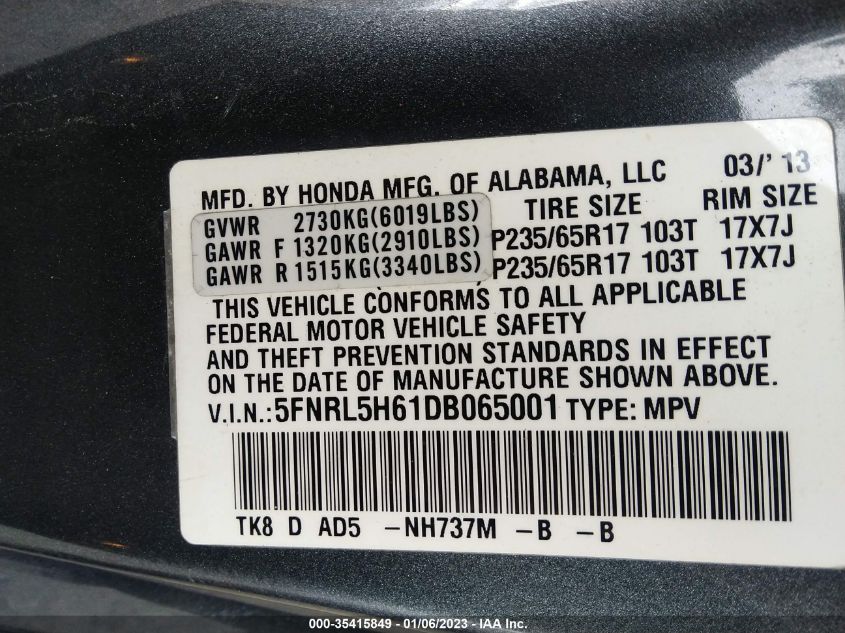 MFD. BY HONDA MFG. OF ALABAMA, LLC 03/'13
GVWR 2730KG(6019LBS) TIRE SIZE RIM SIZE
GAWR F 1320KG(2910LBS) P235/65R17 103T 17X7J
GAWR R 1515KG(3340LBS) P235/65R17 103T 17X7J
THIS VEHICLE CONFORMS TO ALL APPLICABLE
FEDERAL MOTOR VEHICLE SAFETY
AND THEFT PREVENTION STANDARDS IN EFFECT
ON THE DATE OF MANUFACTURE SHOWN ABOVE.
V.I.N.:5FNRL5H61DB065001 TYPE: MPV
TK8 D AD5 -NH737M -B -B
000-35415849 - 01/06/2023 - IAA Inc.